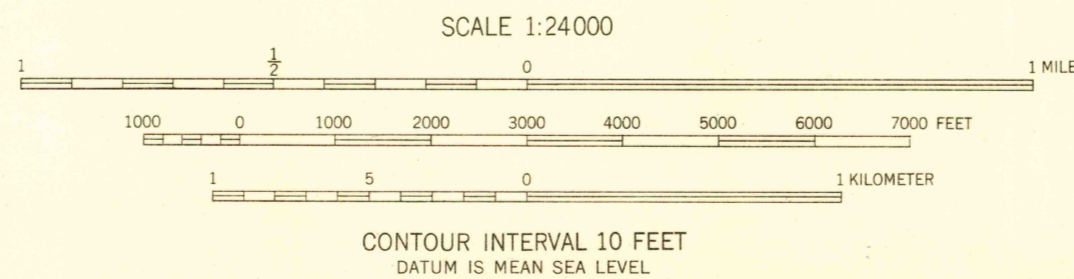 SCALE 1:24000
1 1/2 0 1 MILE
1000 0 1000 2000 3000 4000 5000 6000 7000 FEET
1 5 0 1 KILOMETER
CONTOUR INTERVAL 10 FEET
DATUM IS MEAN SEA LEVEL